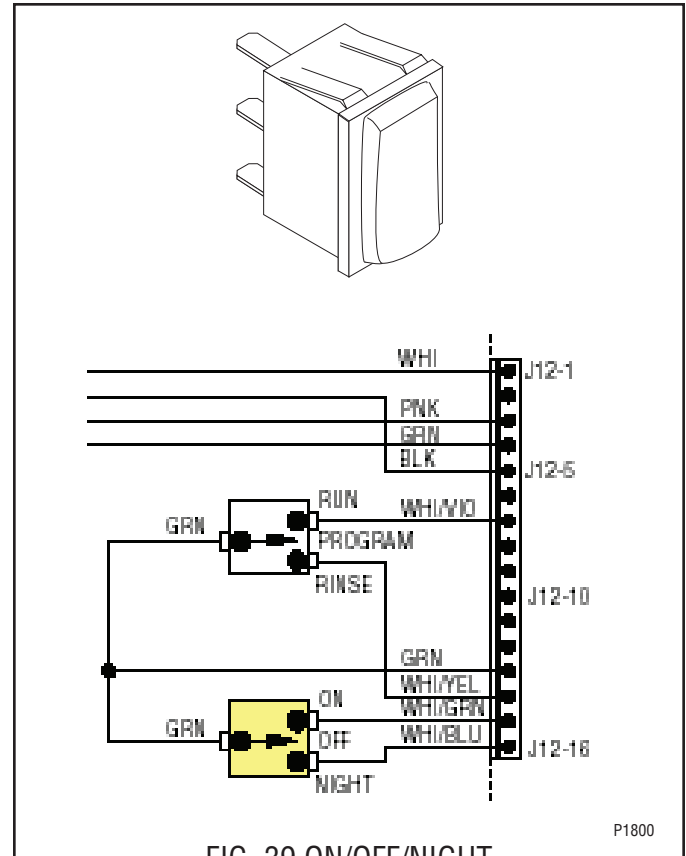 WHI
J12-1
PNK
GRN
BLK
J12-5
RUN
WHI/VIO
GRN
PROGRAM
RINSE
J12-10
GRN
WHI/YEL
ON
WHI/GRN
GRN
OFF
WHI/BLU
J12-16
NIGHT
P1800
FIG. ON/OFF/NIGHT